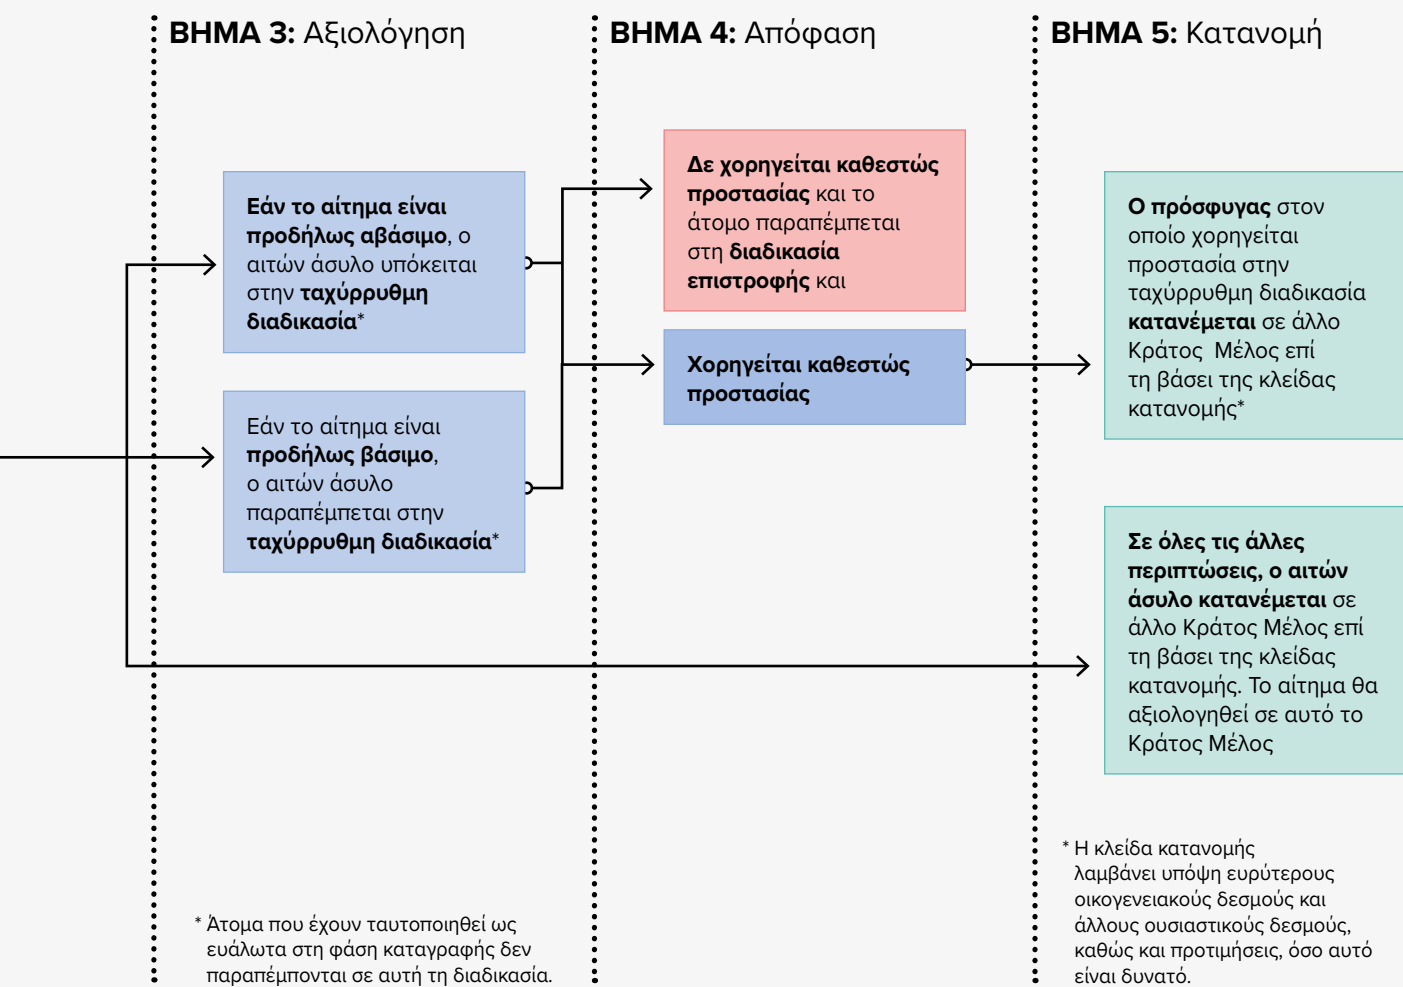 ΒΗΜΑ 3: Αξιολόγηση
Εάν το αίτημα είναι
προδήλως αβάσιμο, ο
αιτών άσυλο υπόκειται
στην ταχύρρυθμη
διαδικασία*
Εάν το αίτημα είναι
προδήλως βάσιμο,
ο αιτών άσυλο
παραπέμπεται στην
ταχύρρυθμη διαδικασία*
* Άτομα που έχουν ταυτοποιηθεί ως
ευάλωτα στη φάση καταγραφής δεν
παραπέμπονται σε αυτή τη διαδικασία.
ΒΗΜΑ 4: Απόφαση
Δε χορηγείται καθεστώς
προστασίας και το
άτομο παραπέμπεται
στη διαδικασία
επιστροφής και
Χορηγείται καθεστώς
προστασίας
ΒΗΜΑ 5: Κατανομή
Ο πρόσφυγας στον
οποίο χορηγείται
προστασία στην
ταχύρρυθμη διαδικασία
κατανέμεται σε άλλο
Κράτος Μέλος επί
τη βάσει της κλείδας
κατανομής*
Σε όλες τις άλλες
περιπτώσεις, ο αιτών
άσυλο κατανέμεται σε
άλλο Κράτος Μέλος επί
τη βάσει της κλείδας
κατανομής. Το αίτημα θα
αξιολογηθεί σε αυτό το
Κράτος Μέλος
* Η κλείδα κατανομής
λαμβάνει υπόψη ευρύτερους
οικογενειακούς δεσμούς και
άλλους ουσιαστικούς δεσμούς,
καθώς και προτιμήσεις, όσο αυτό
είναι δυνατό.